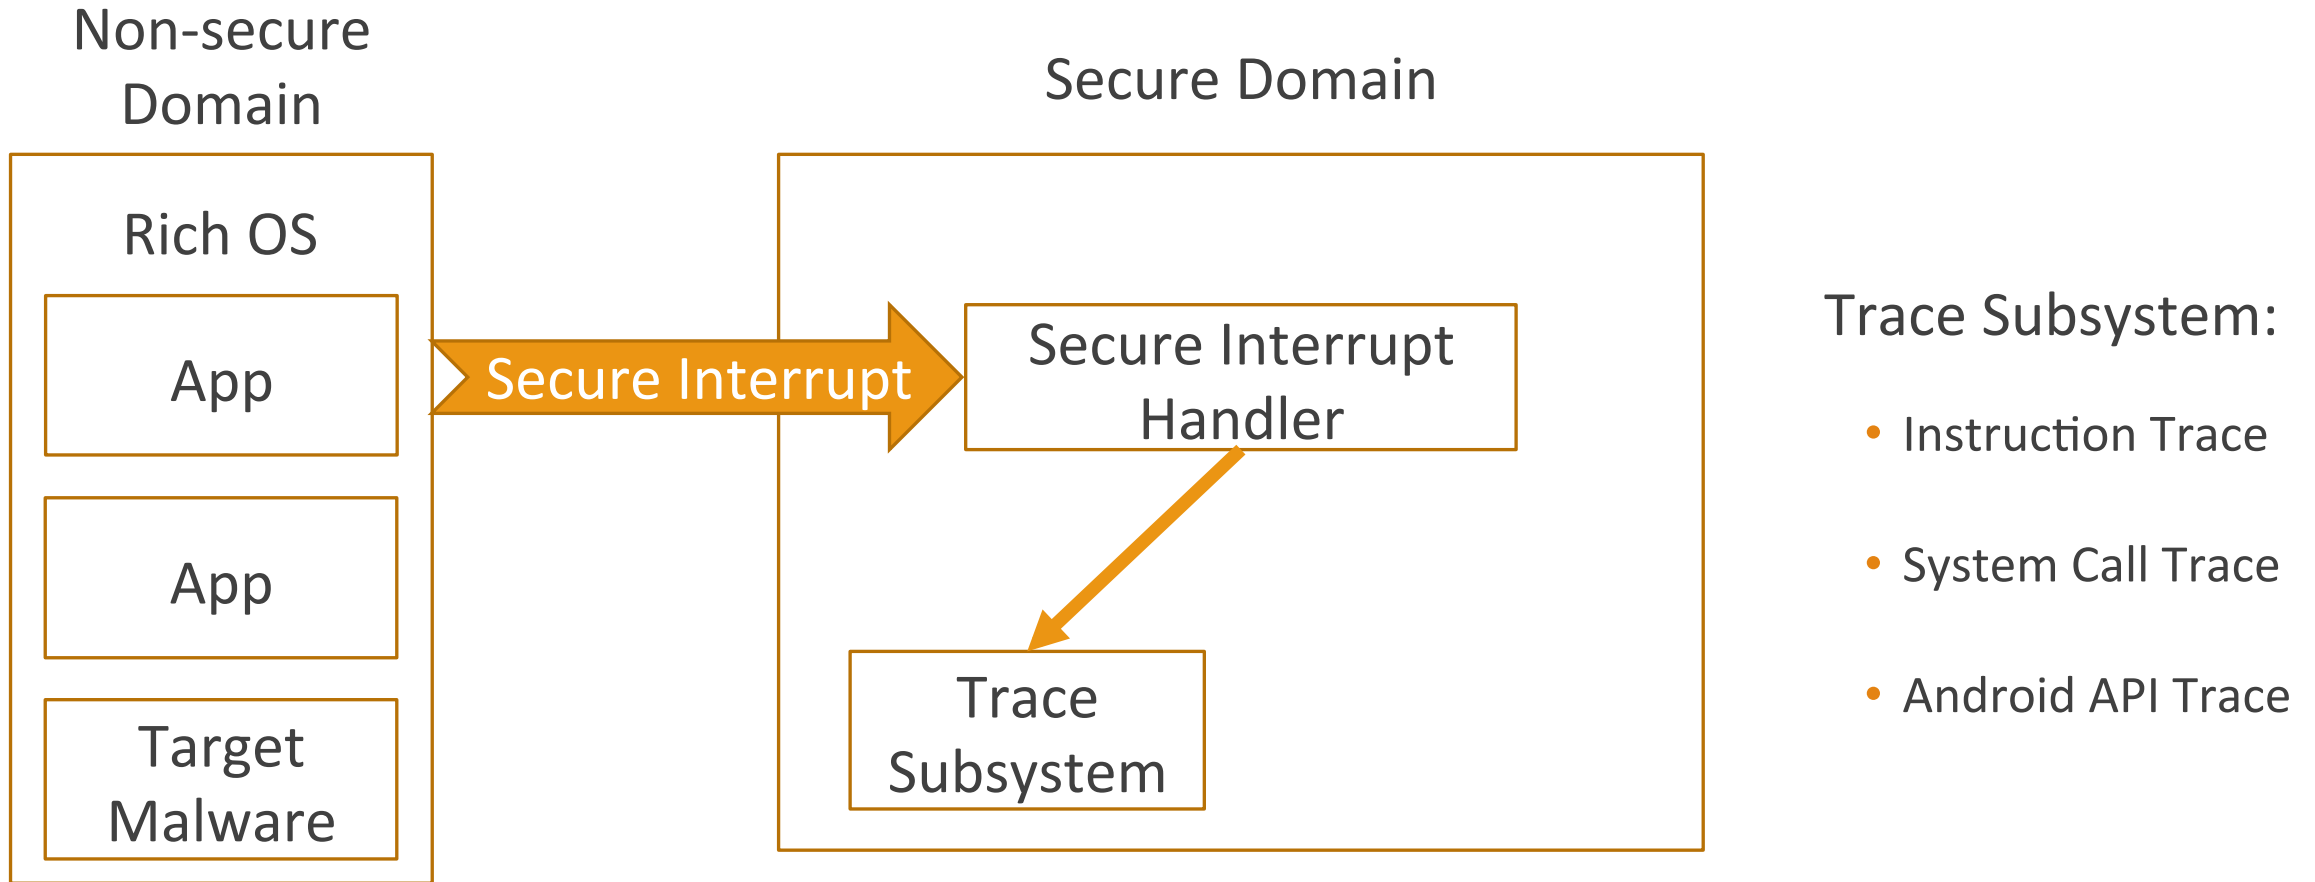 Non-secure
Domain
Rich OS
App
App
Target
Malware
Secure Interrupt
Secure Domain
Secure Interrupt
Handler
Trace
Subsystem
Trace Subsystem:
• Instruction Trace
• System Call Trace
• Android API Trace